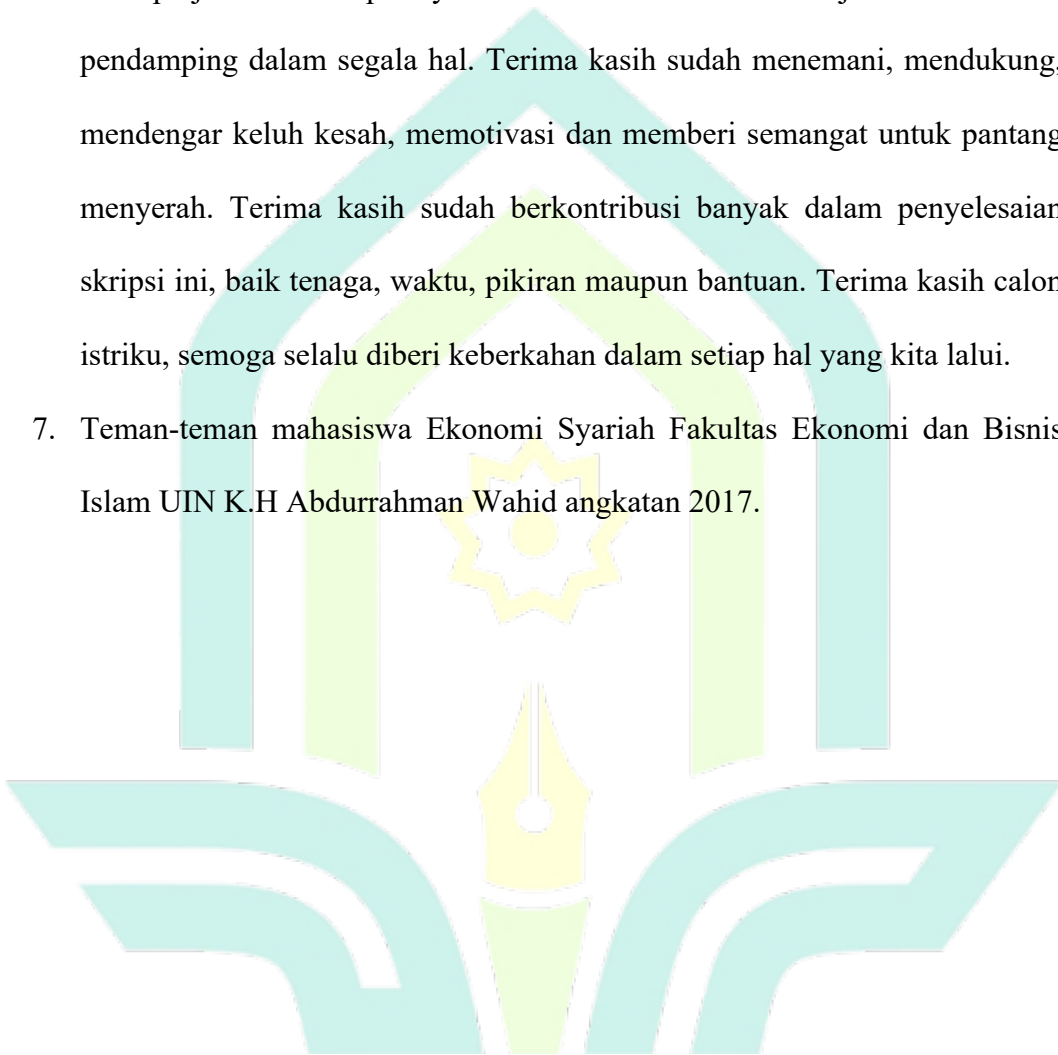 pendamping dalam segala hal. Terima kasih sudah menemani, mendukung,
mendengar keluh kesah, memotivasi dan memberi semangat untuk pantang
menyerah. Terima kasih sudah berkontribusi banyak dalam penyelesaian
skripsi ini, baik tenaga, waktu, pikiran maupun bantuan. Terima kasih calon
istriku, semoga selalu diberi keberkahan dalam setiap hal yang kita lalui.
7. Teman-teman mahasiswa Ekonomi Syariah Fakultas Ekonomi dan Bisnis
Islam UIN K.H Abdurrahman Wahid angkatan 2017.